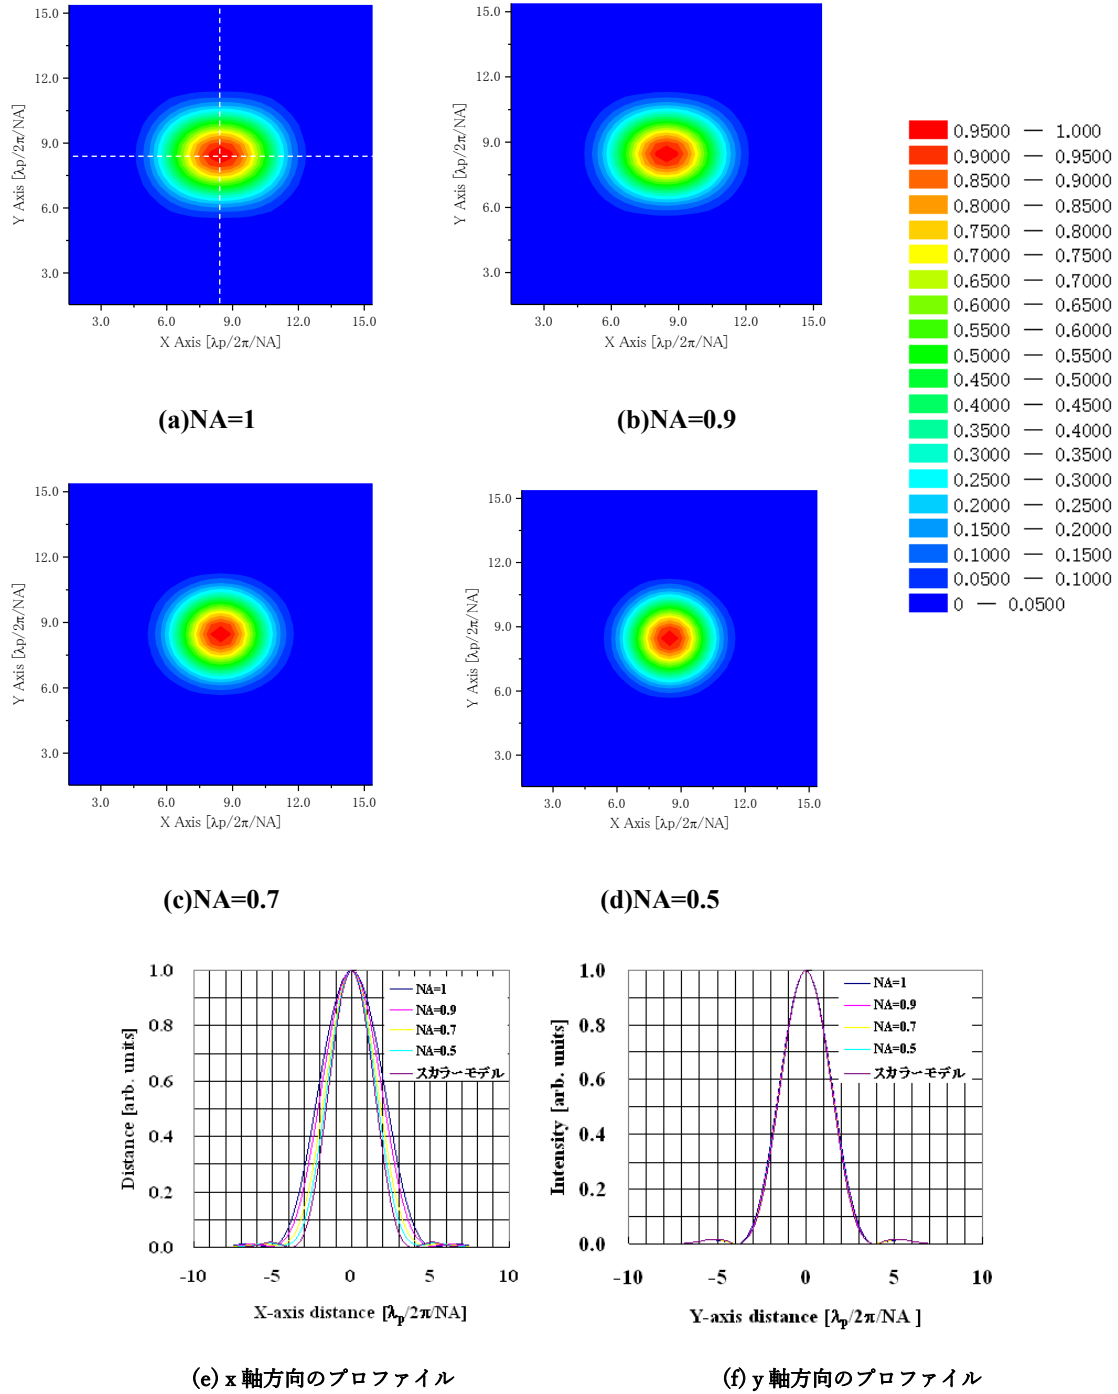 15.0
12.0
9.0
6.0
3.0
Y Axis [λp/2π/NA]
3.0 6.0 9.0 12.0 15.0
X Axis [λp/2π/NA]
(a)NA=1
15.0
12.0
9.0
6.0
3.0
Y Axis [λp/2π/NA]
3.0 6.0 9.0 12.0 15.0
X Axis [λp/2π/NA]
(b)NA=0.9
0.9500 — 1.000
0.9000 — 0.9500
0.8500 — 0.9000
0.8000 — 0.8500
0.7500 — 0.8000
0.7000 — 0.7500
0.6500 — 0.7000
0.6000 — 0.6500
0.5500 — 0.6000
0.5000 — 0.5500
0.4500 — 0.5000
0.4000 — 0.4500
0.3500 — 0.4000
0.3000 — 0.3500
0.2500 — 0.3000
0.2000 — 0.2500
0.1500 — 0.2000
0.1000 — 0.1500
0.0500 — 0.1000
0 — 0.0500
15.0
12.0
9.0
6.0
3.0
Y Axis [λp/2π/NA]
3.0 6.0 9.0 12.0 15.0
X Axis [λp/2π/NA]
(c)NA=0.7
15.0
12.0
9.0
6.0
3.0
Y Axis [λp/2π/NA]
3.0 6.0 9.0 12.0 15.0
X Axis [λp/2π/NA]
(d)NA=0.5
1.0
0.8
0.6
0.4
0.2
0.0
Distance [arb. units]
NA=1
NA=0.9
NA=0.7
NA=0.5
スカラーモデル
-10 -5 0 5 10
X-axis distance [λp/2π/NA]
(e) x 軸方向のプロファイル
1.0
0.8
0.6
0.4
0.2
0.0
Intensity [arb. units]
NA=1
NA=0.9
NA=0.7
NA=0.5
スカラーモデル
-10 -5 0 5 10
Y-axis distance [λp/2π/NA ]
(f) y 軸方向のプロファイル